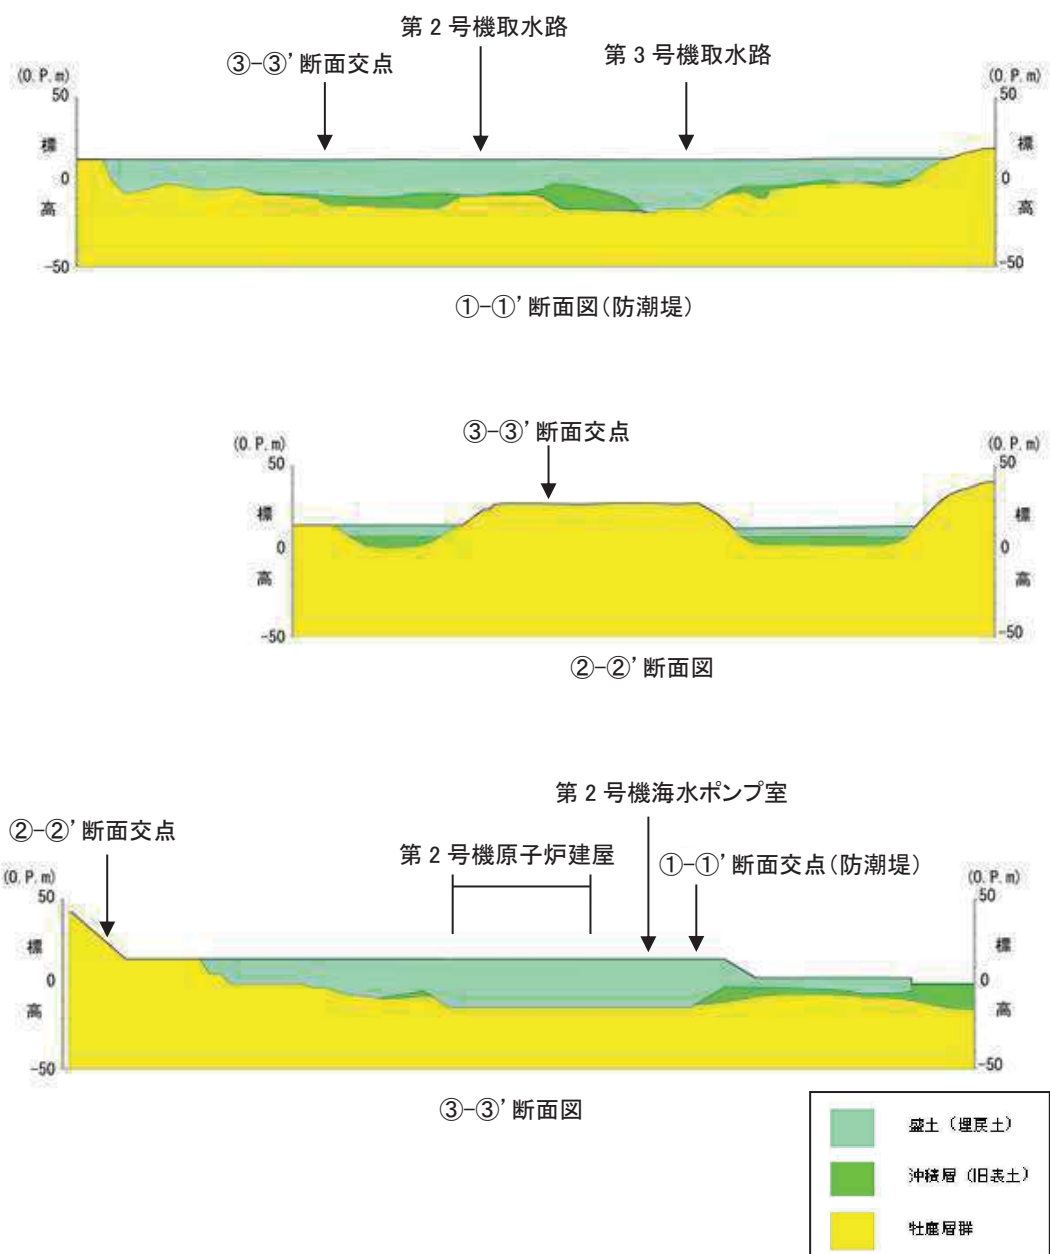 第2号機取水路
③-③'断面交点
第3号機取水路
(O.P.m)
50
標
0
高
-50
(O.P.m)
50
標
0
高
-50
①-①'断面図(防潮堤)
③-③'断面交点
(O.P.m)
50
標
0
高
-50
(O.P.m)
50
標
0
高
-50
②-②'断面図
第2号機海水ポンプ室
②-②'断面交点
第2号機原子炉建屋
①-①'断面交点(防潮堤)
(O.P.m)
50
標
0
高
-50
(O.P.m)
50
標
0
高
-50
③-③'断面図
盛土(埋戻土)
沖積層(旧表土)
牡鹿層群